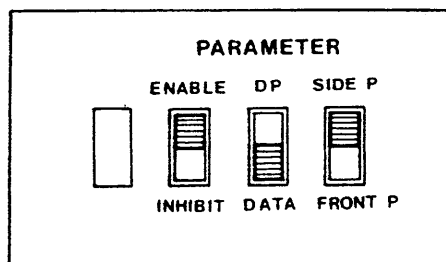 PARAMETER
ENABLE DP SIDE P
INHIBIT DATA FRONT P